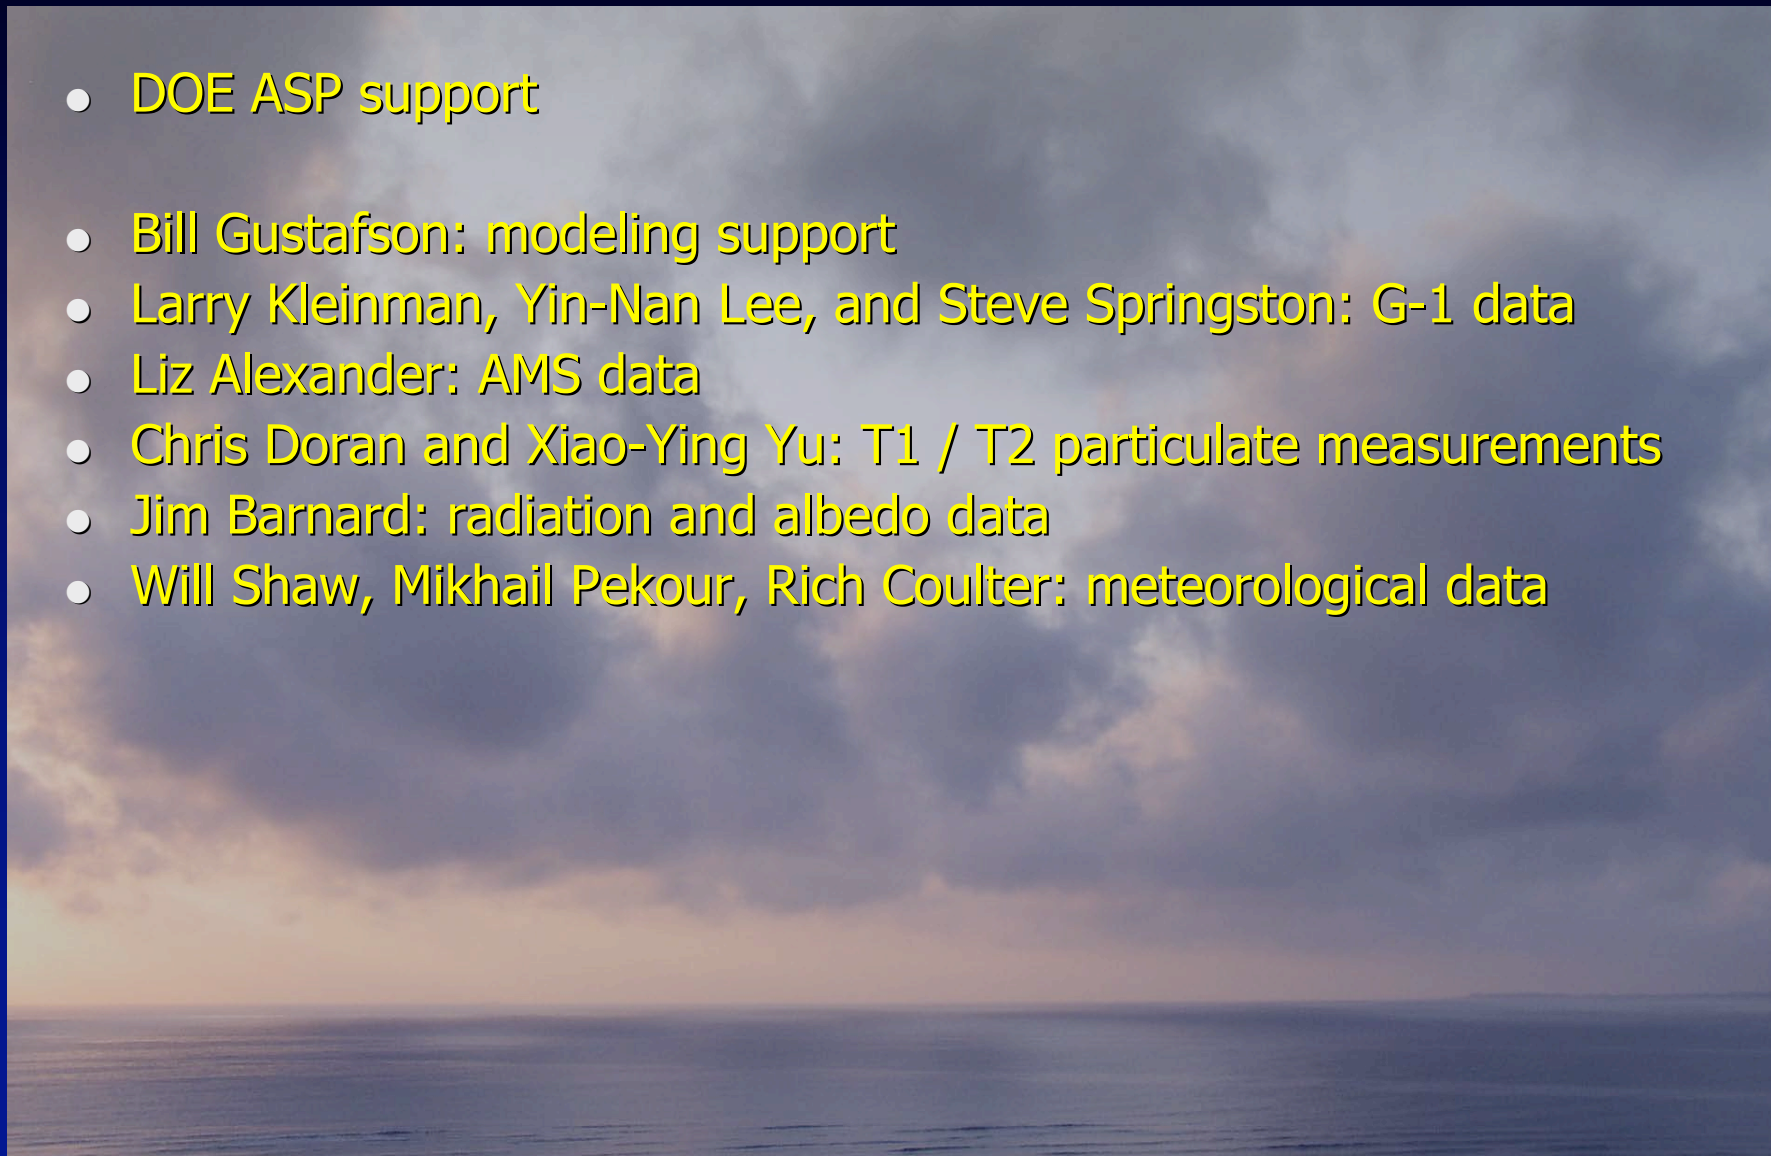 DOE ASP support
Bill Gustafson: modeling support
Larry Kleinman, Yin-Nan Lee, and Steve Springston: G-1 data
Liz Alexander: AMS data
Chris Doran and Xiao-Ying Yu: T1 / T2 particulate measurements
Jim Barnard: radiation and albedo data
Will Shaw, Mikhail Pekour, Rich Coulter: meteorological data